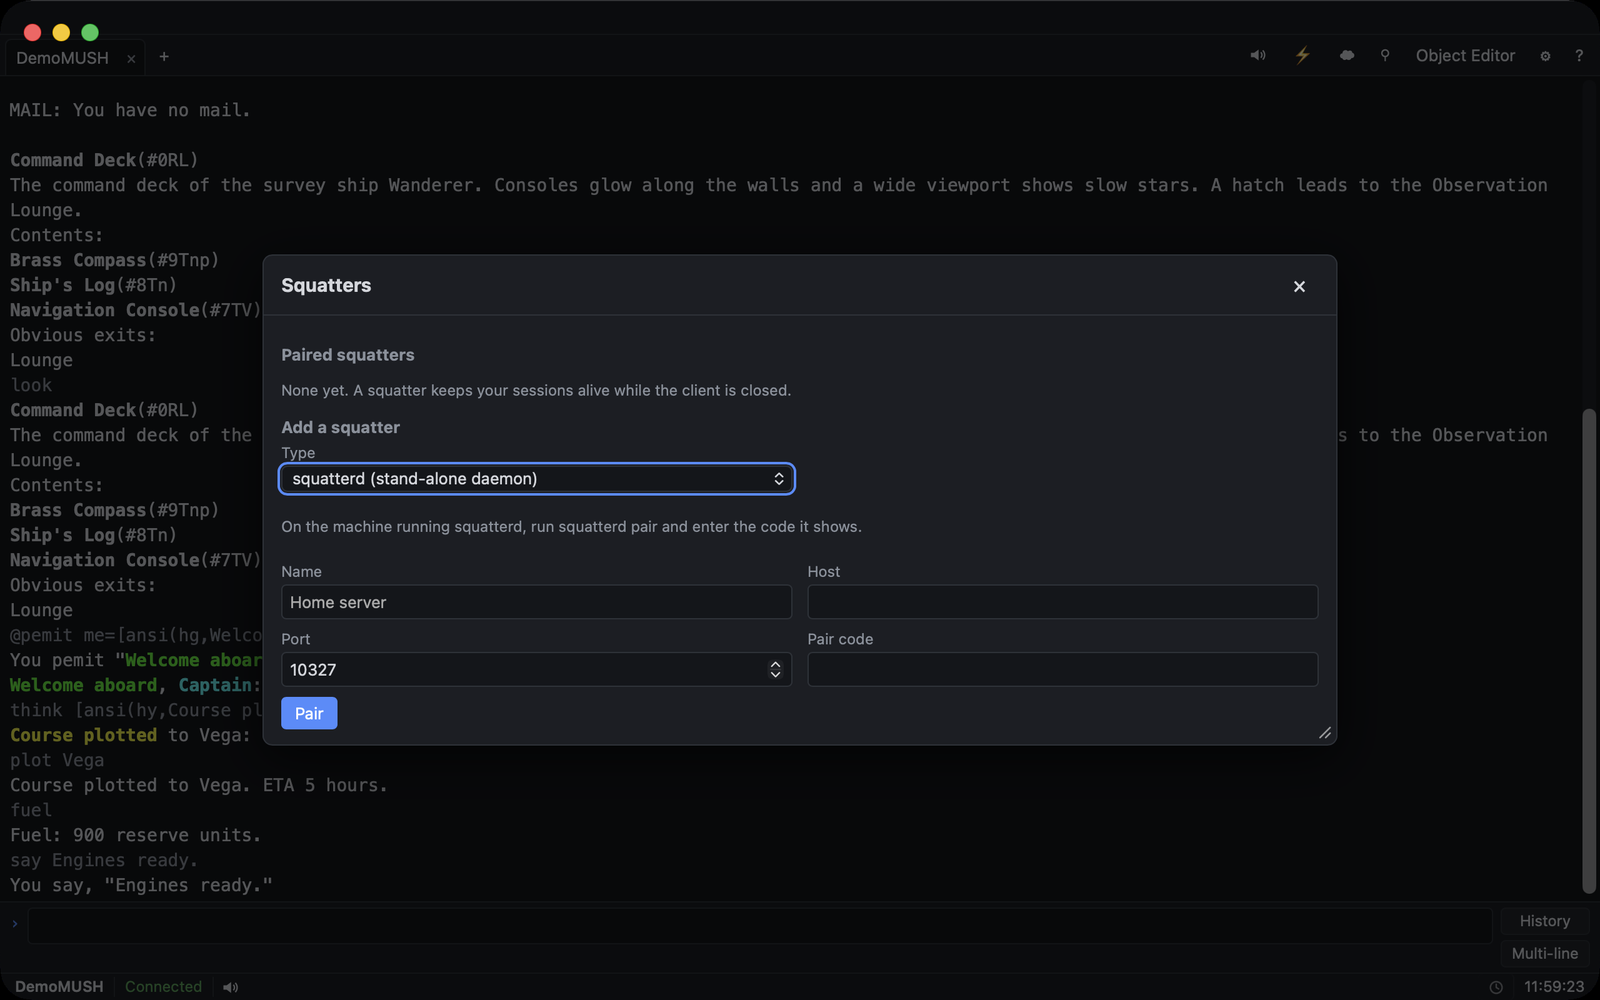 DemoMUSH × +
Object Editor ?
MAIL: You have no mail.
Command Deck(#0RL)
The command deck of the survey ship Wanderer. Consoles glow along the walls and a wide viewport shows slow stars. A hatch leads to the Observation
Lounge.
Contents:
Brass Compass(#9Tnp)
Ship's Log(#8Tn)
Navigation Console(#7TV)
Obvious exits:
Lounge
look
Command Deck(#0RL)
The command deck of the
s to the Observation
Lounge.
Contents:
Brass Compass(#9Tnp)
Ship's Log(#8Tn)
Navigation Console(#7TV)
Obvious exits:
Lounge
@pemit me=[ansi(hg,Welco
You pemit "Welcome aboar
Welcome aboard, Captain:
think [ansi(hy,Course pl
Course plotted to Vega:
plot Vega
Course plotted to Vega. ETA 5 hours.
fuel
Fuel: 900 reserve units.
say Engines ready.
You say, "Engines ready."
Squatters ×
Paired squatters
None yet. A squatter keeps your sessions alive while the client is closed.
Add a squatter
Type
squatterd (stand-alone daemon)
On the machine running squatterd, run squatterd pair and enter the code it shows.
Name Host
Home server
Port Pair code
10327
Pair
›
History
Multi-line
DemoMUSH Connected 11:59:23